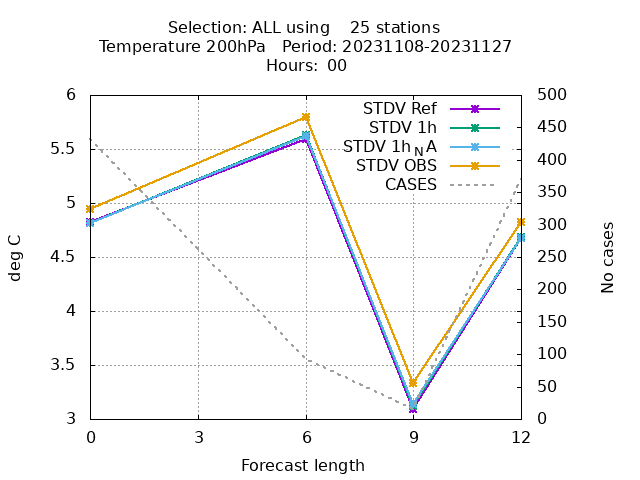 Selection: ALL using    25 stations
Temperature 200hPa   Period: 20231108-20231127
Hours:  00
6 500
STDV Ref
450
STDV 1h
5.5 400
STDV 1h_N A
STDV OBS
350
CASES
5
300
4.5 250
200
4
150
3.5 100
50
3 0
0 3 6 9 12
deg C
No cases
Forecast length